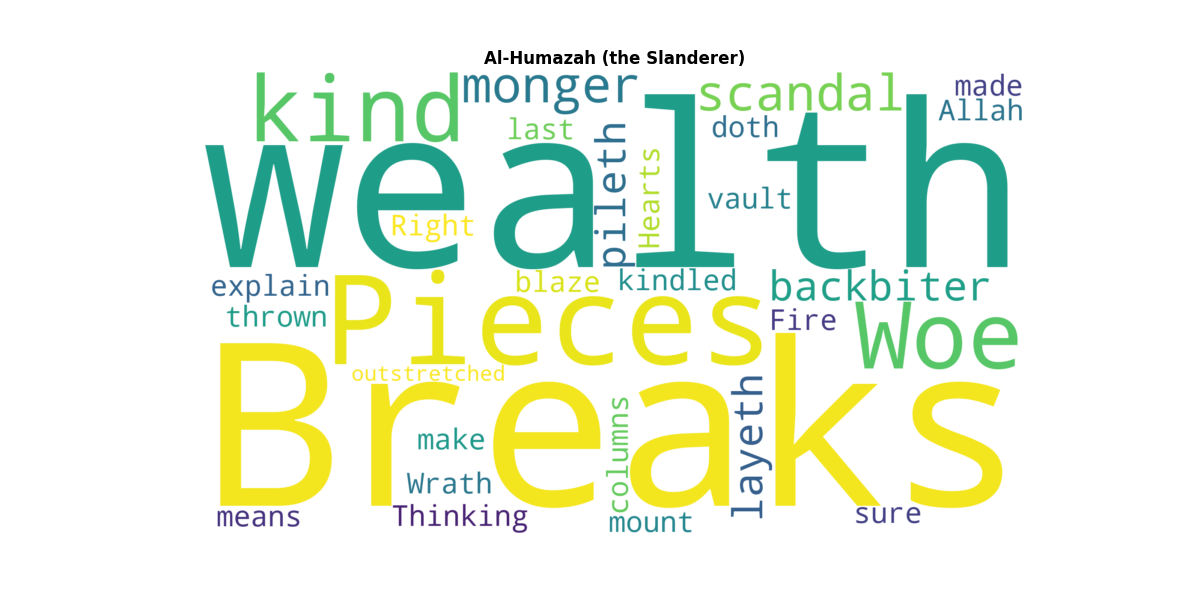 Al-Humazah (the Slanderer)
kind
monger
scandal
made
Allah
last
doth
wealth
pileth
Hearts
vault
Right
explain
blaze
kindled
backbiter
thrown
Pieces
Fire
Woe
Breaks
outstretched
layeth
columns
make
Wrath
means
Thinking
mount
sure